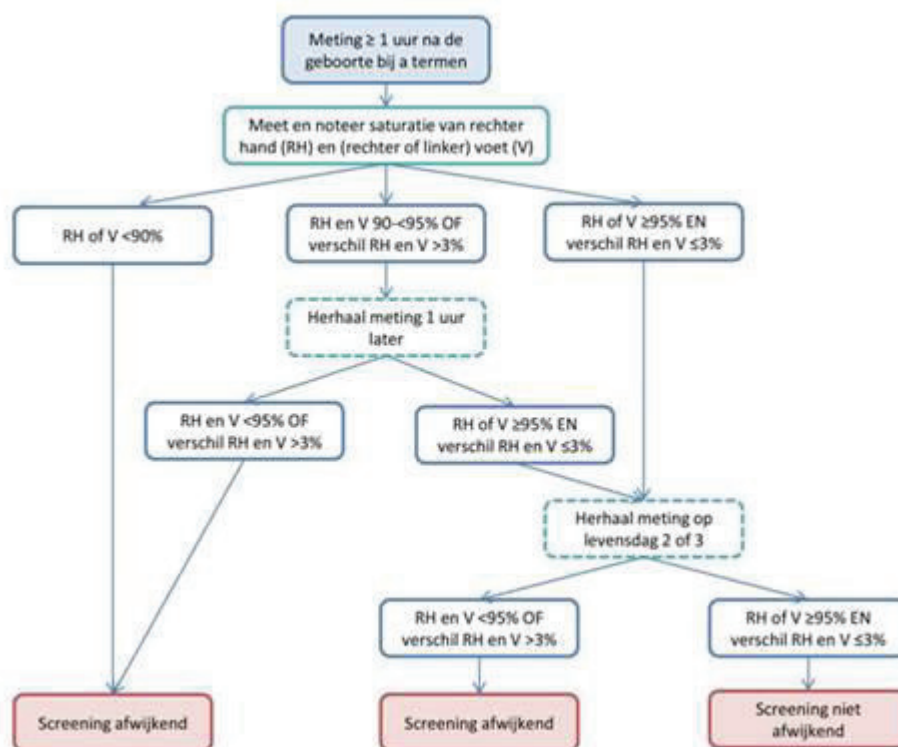 Meting ≥ 1 uur na de
geboorte bij a termen
Meet en noteer saturatie van rechter
hand (RH) en (rechter of linker) voet (V)
RH of V <90%
RH en V 90-<95% OF
verschil RH en V >3%
RH of V ≥95% EN
verschil RH en V ≤3%
Herhaal meting 1 uur
later
RH en V <95% OF
verschil RH en V >3%
RH of V ≥95% EN
verschil RH en V ≤3%
Herhaal meting op
levensdag 2 of 3
RH en V <95% OF
verschil RH en V >3%
RH of V ≥95% EN
verschil RH en V ≤3%
Screening afwijkend
Screening afwijkend
Screening niet
afwijkend